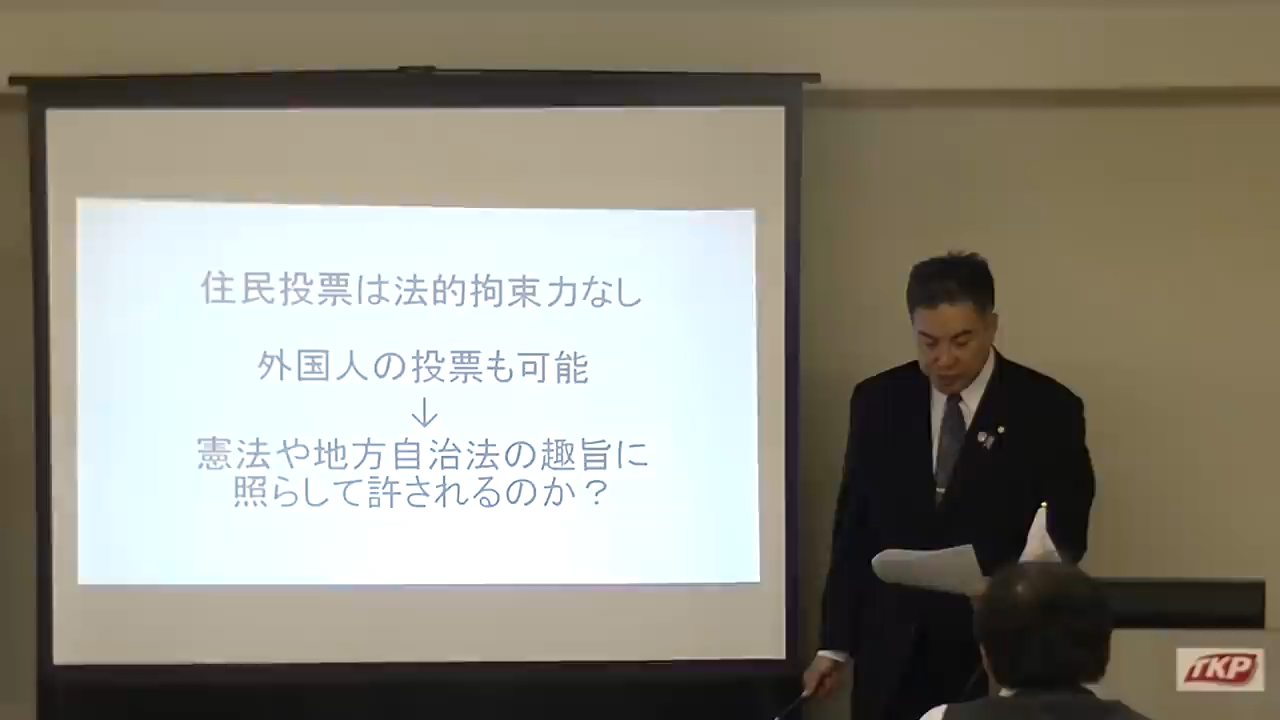 住民投票は法的拘束力なし
外国人の投票も可能
↓
憲法や地方自治法の趣旨に
照らして許されるのか？
TKP